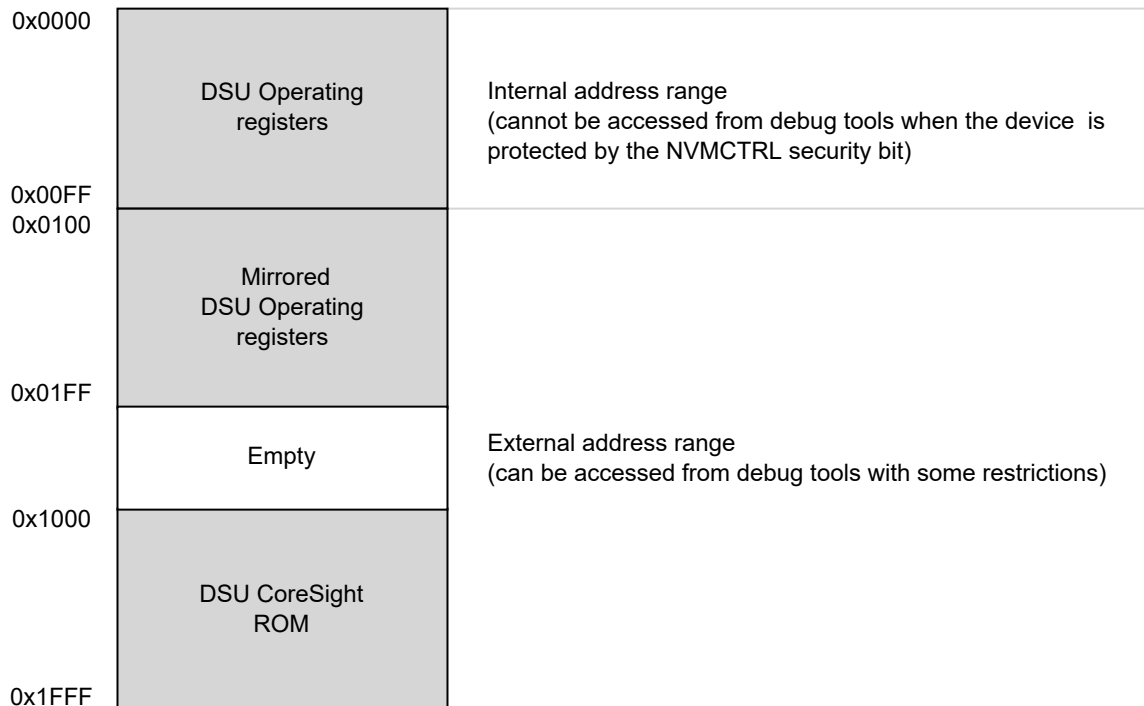 0x0000
DSU Operating
registers
Internal address range
(cannot be accessed from debug tools when the device is
protected by the NVMCTRL security bit)
0x00FF
0x0100
Mirrored
DSU Operating
registers
0x01FF
Empty
External address range
(can be accessed from debug tools with some restrictions)
0x1000
DSU CoreSight
ROM
0x1FFF